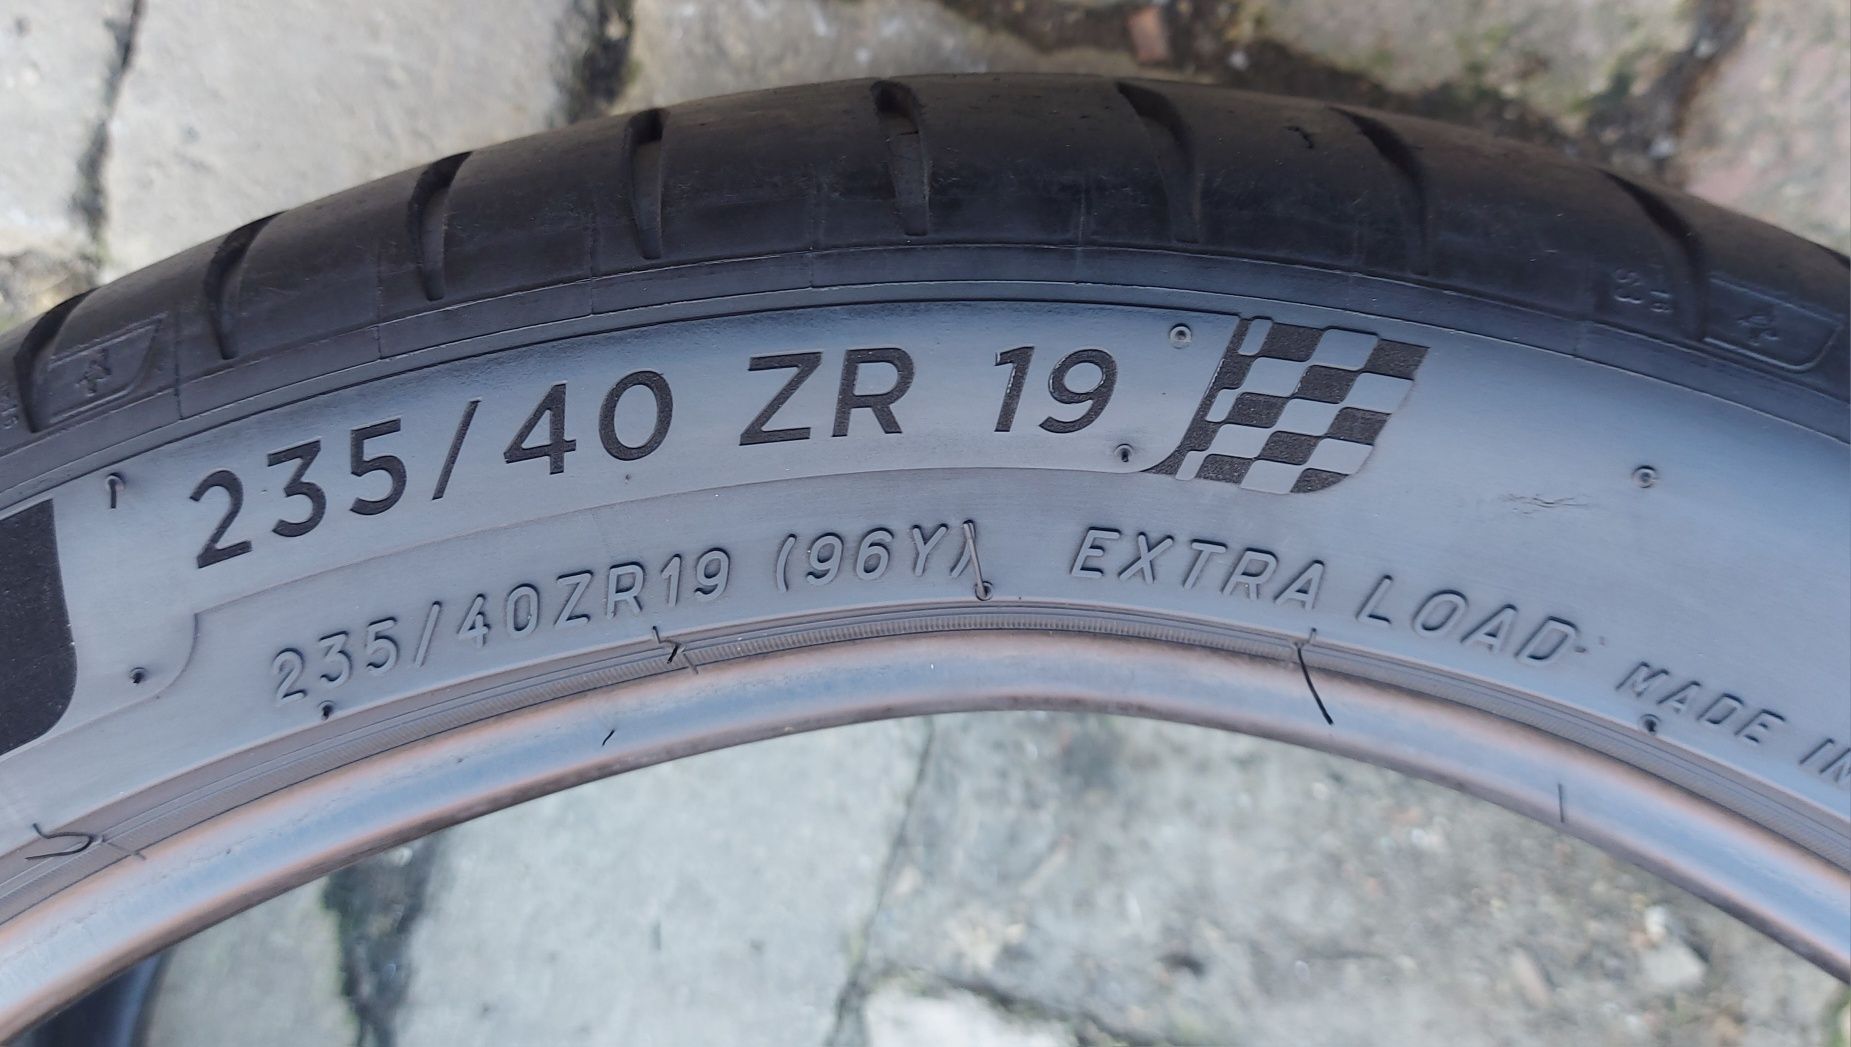 235/40 ZR 19
235/40ZR19 (96Y) EXTRA LOAD MADE IN